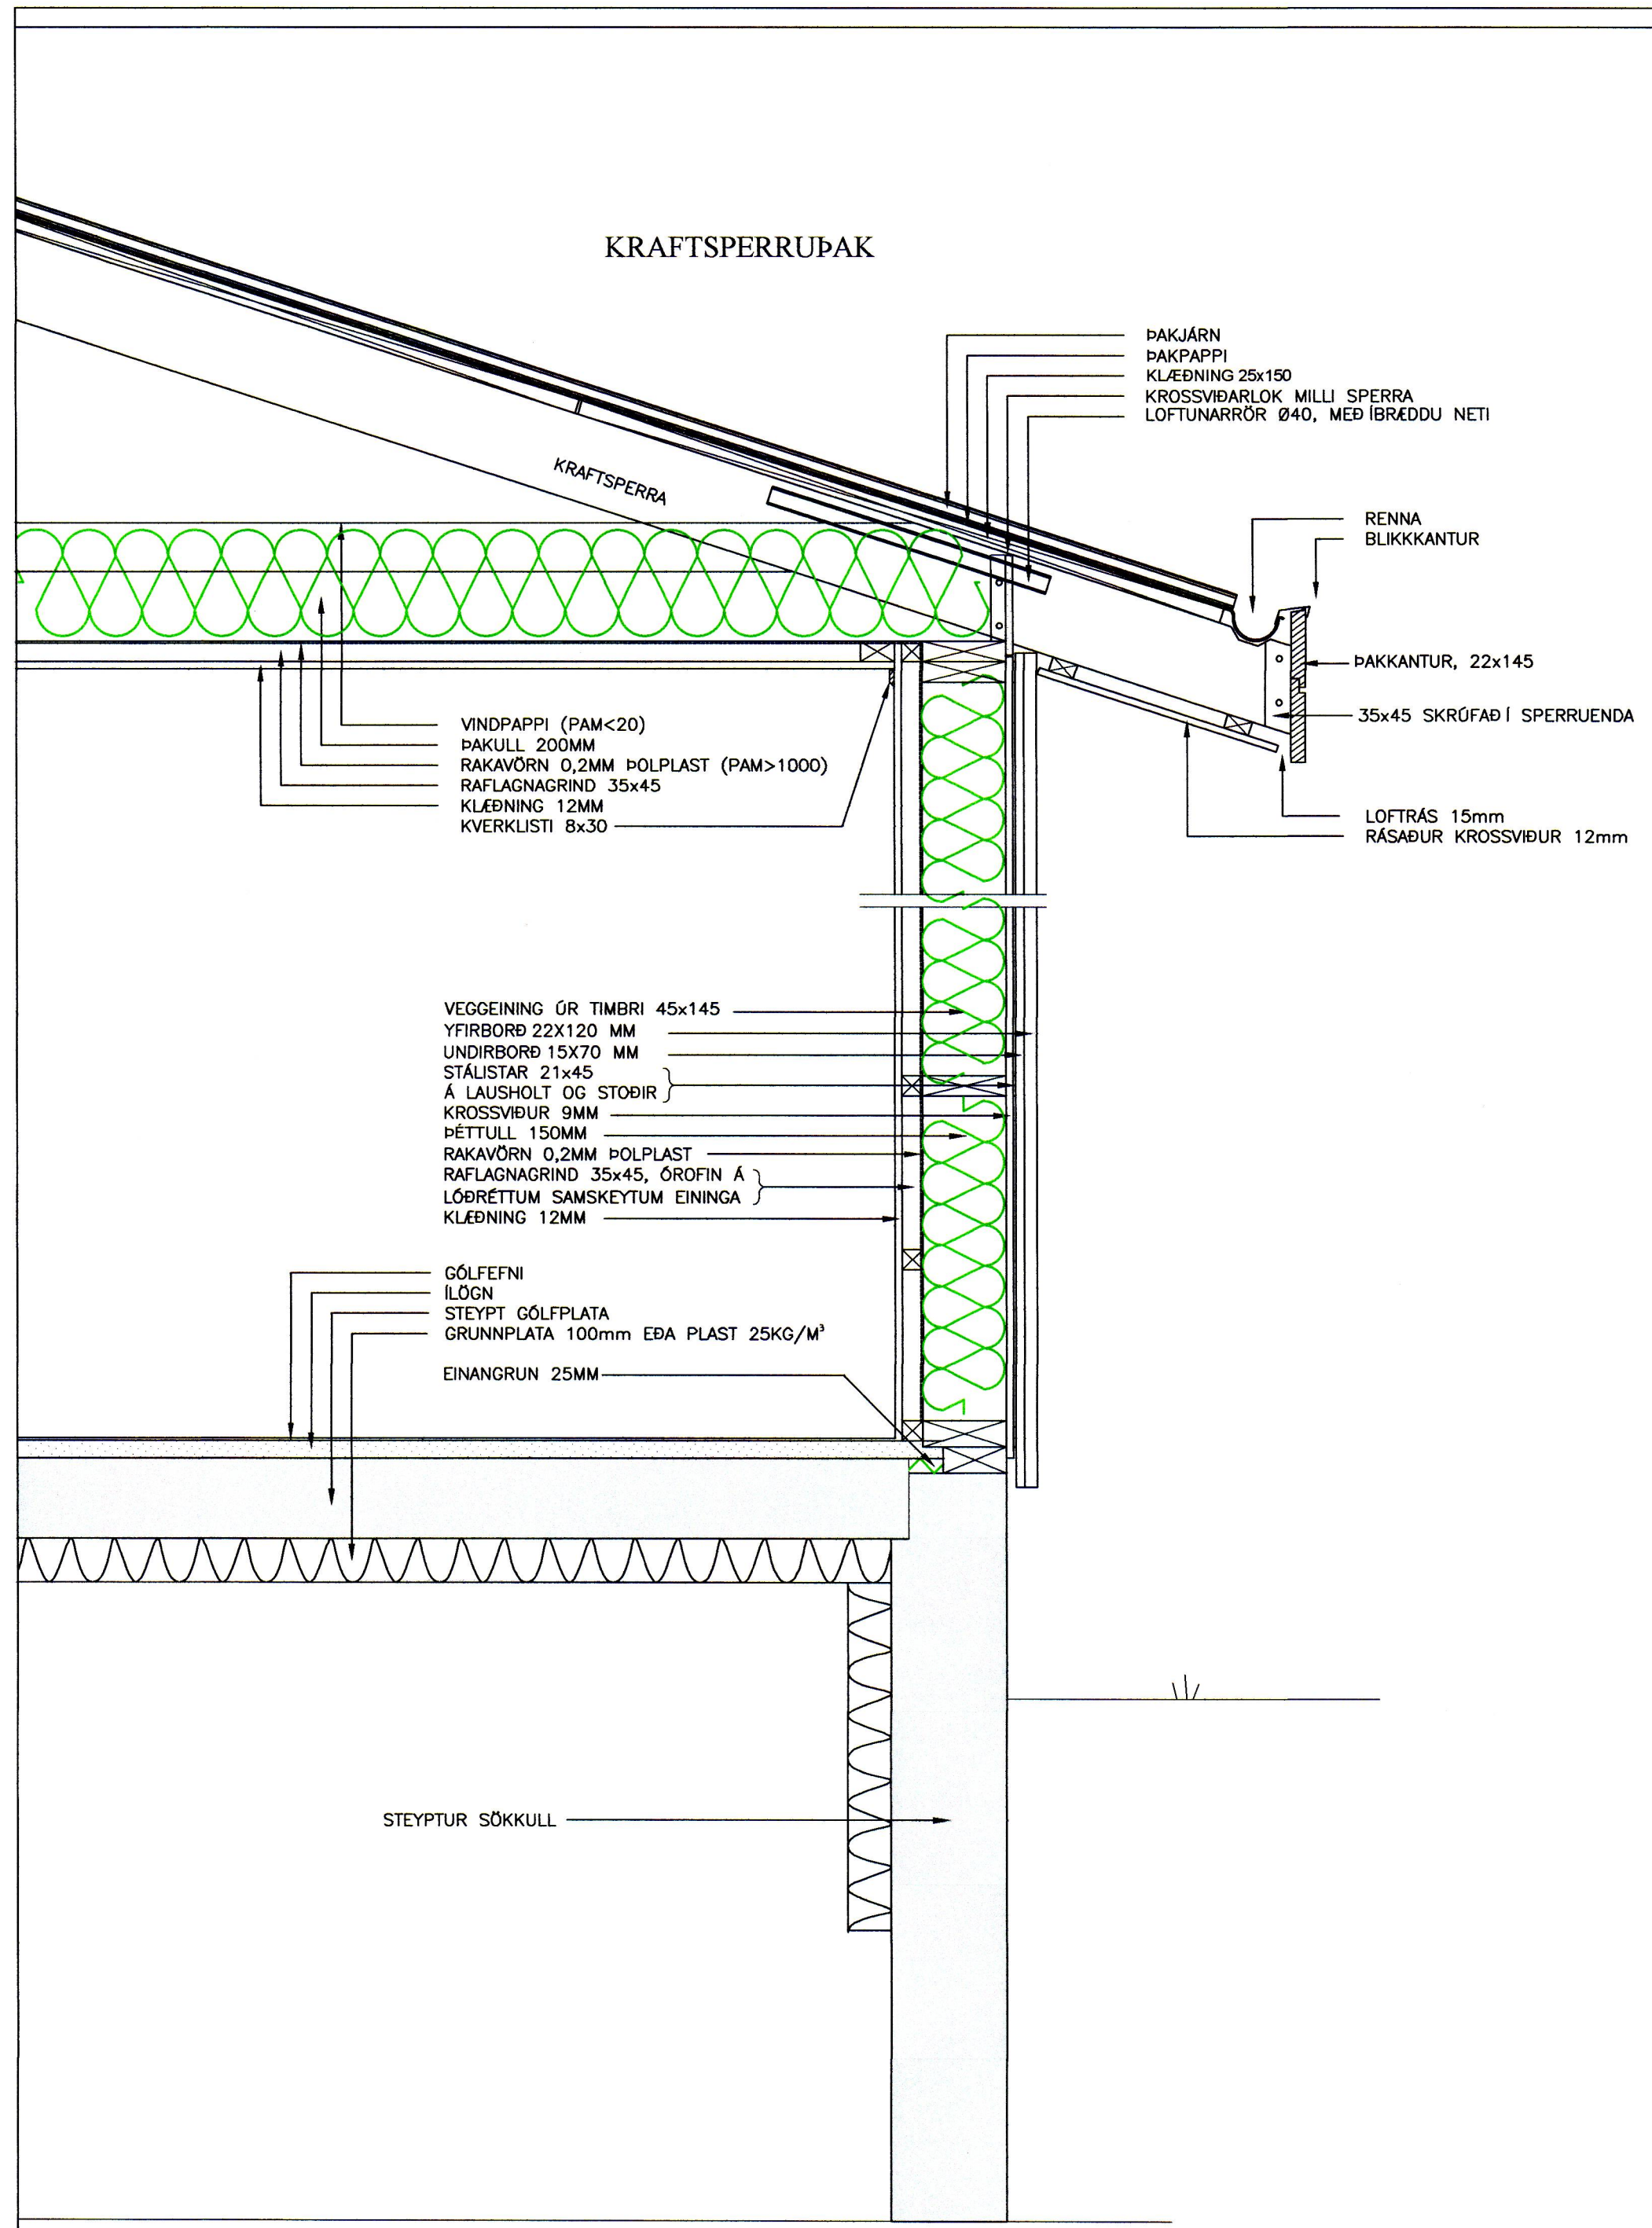 KRAFTSPERRUÞAK
ÞAKJÁRN
ÞAKPAPPI
KLÆÐNING 25x150
KROSSVIÐARLOK MILLI SPERRA
LOFTUNARRÖR Ø40, MEÐ ÍBRÆDDU NETI
KRAFTSPERRA
RENNA
BLIKKKANTUR
ÞAKKANTUR, 22x145
35x45 SKRÚFAÐ Í SPERRUENDA
LOFTRÁS 15mm
RÁSAÐUR KROSSVIÐUR 12mm
VINDPAPPI (PAM<20)
ÞAKULL 200MM
RAKAVÖRN 0,2MM ÞOLPLAST (PAM>1000)
RAFLAGNAGRIND 35x45
KLÆÐNING 12MM
KVERKLISTI 8x30
VEGGEINING ÚR TIMBRI 45x145
YFIRBORÐ 22X120 MM
UNDIRBORÐ 15X70 MM
STÁLISTAR 21x45
Á LAUSHOLT OG STOÐIR
KROSSVIÐUR 9MM
ÞÉTTULL 150MM
RAKAVÖRN 0,2MM ÞOLPLAST
RAFLAGNAGRIND 35x45, ÓROFIN Á
LÓÐRÉTTUM SAMSKEYTUM EININGA
KLÆÐNING 12MM
GÓLFEFNI
ÍLÖGN
STEYPT GÓLFPLATA
GRUNNPLATA 100mm EÐA PLAST 25KG/M³
EINANGRUN 25MM
STEYPTUR SÖKKULL